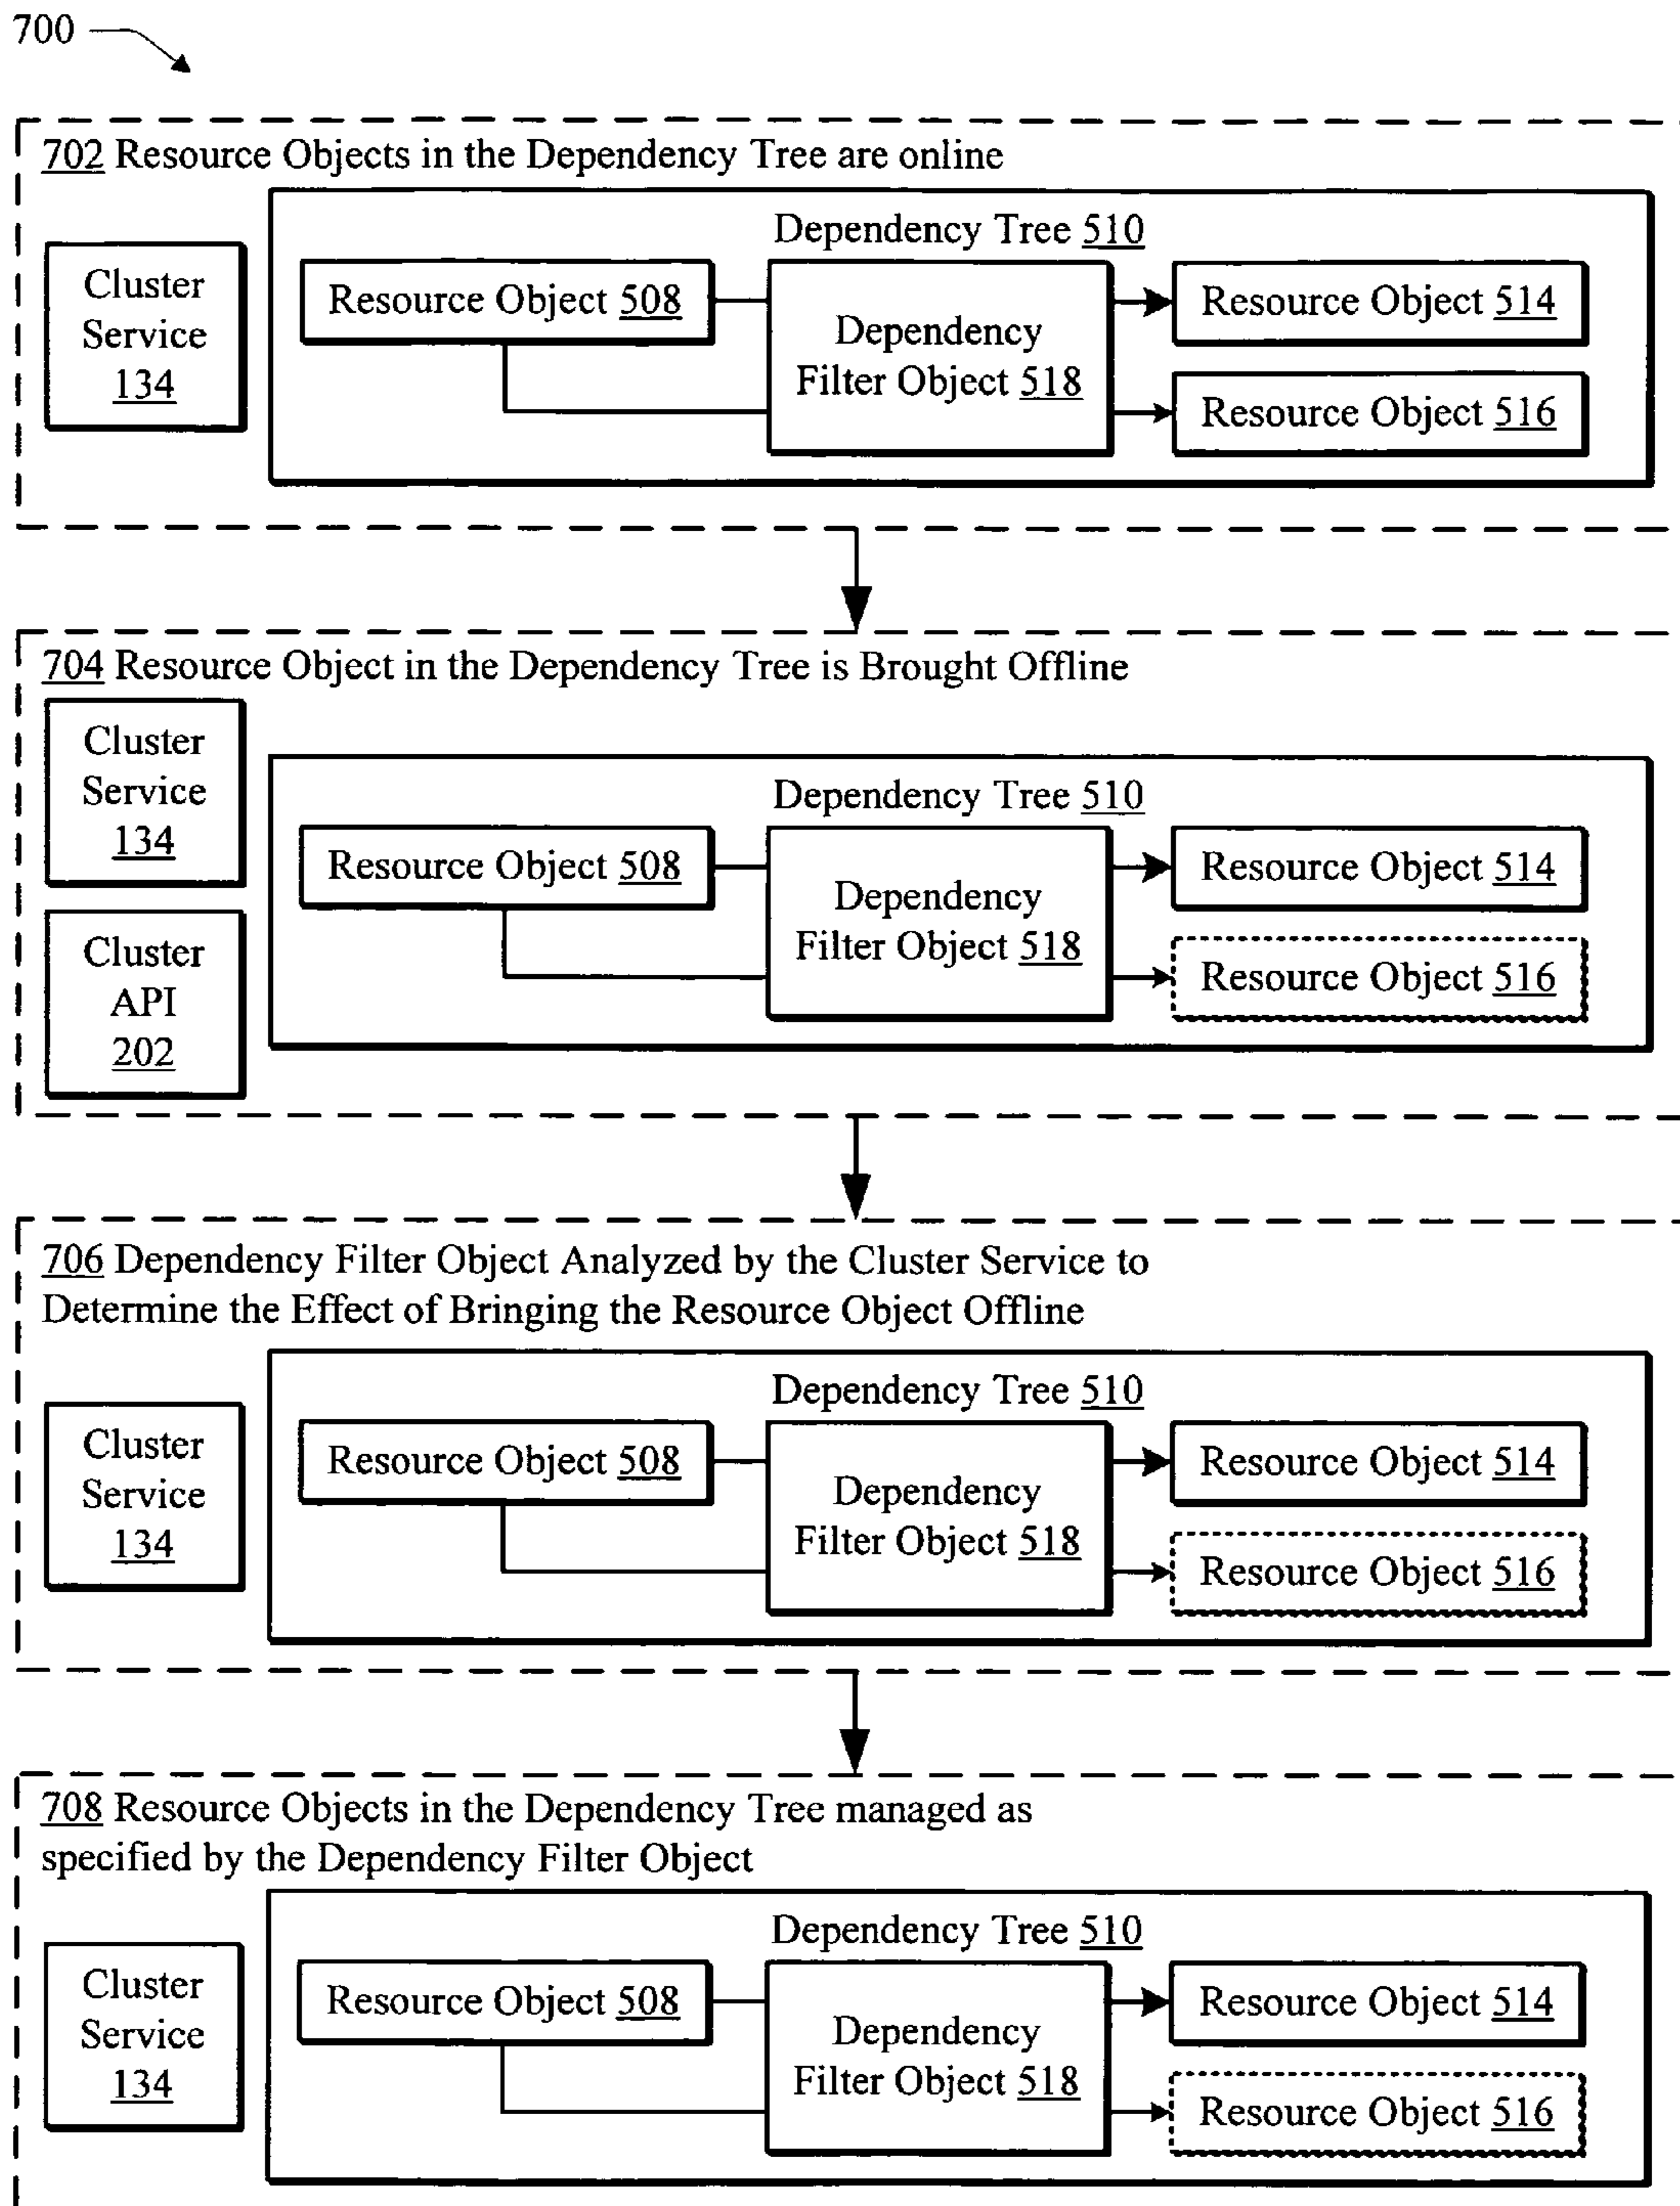 700
702 Resource Objects in the Dependency Tree are online
Dependency Tree 510
Cluster
Service
134
Resource Object 508
Dependency
Filter Object 518
Resource Object 514
Resource Object 516
704 Resource Object in the Dependency Tree is Brought Offline
Cluster
Service
134
Cluster
API
202
Dependency Tree 510
Resource Object 508
Dependency
Filter Object 518
Resource Object 514
Resource Object 516
706 Dependency Filter Object Analyzed by the Cluster Service to
Determine the Effect of Bringing the Resource Object Offline
Cluster
Service
134
Dependency Tree 510
Resource Object 508
Dependency
Filter Object 518
Resource Object 514
Resource Object 516
708 Resource Objects in the Dependency Tree managed as
specified by the Dependency Filter Object
Cluster
Service
134
Dependency Tree 510
Resource Object 508
Dependency
Filter Object 518
Resource Object 514
Resource Object 516